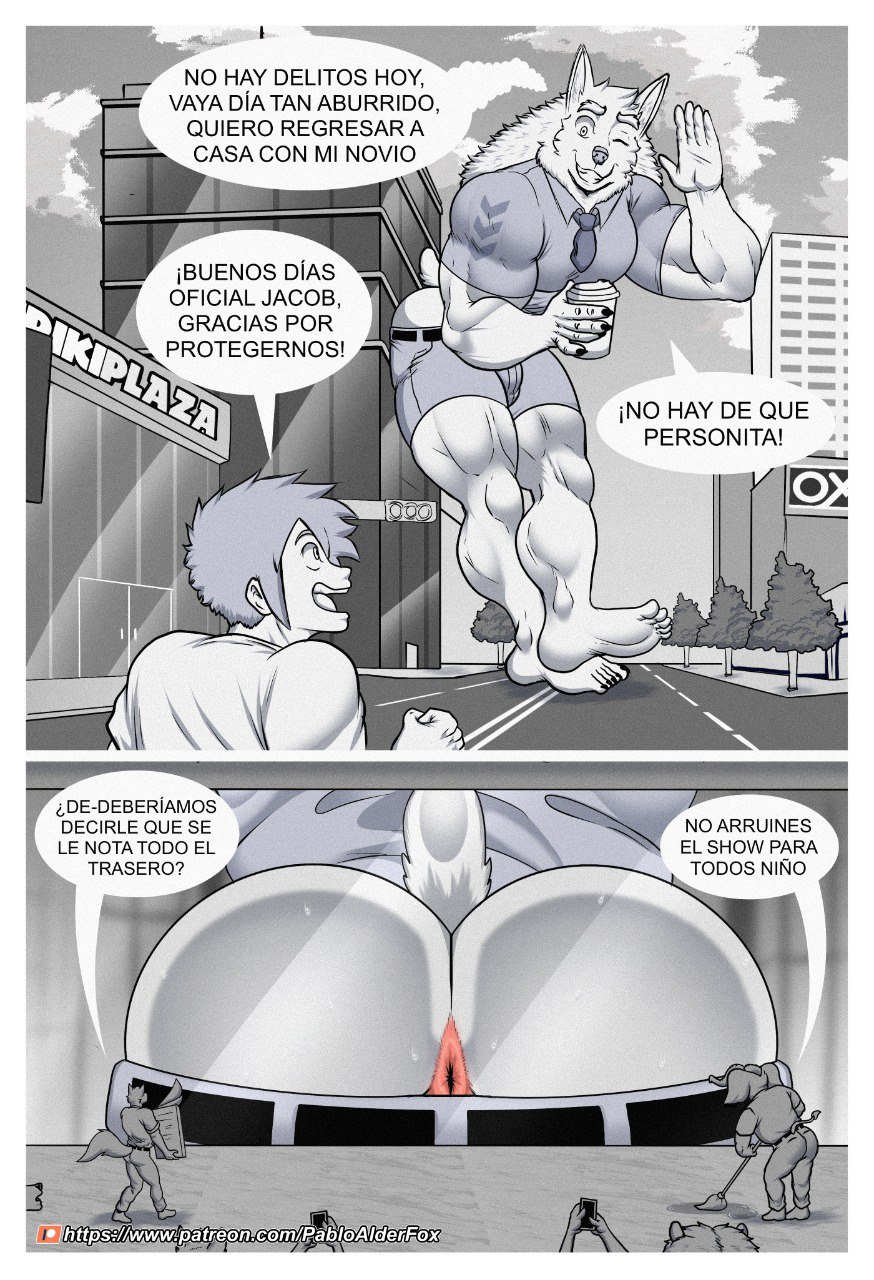 NO HAY DELITOS HOY,
VAYA DÍA TAN ABURRIDO,
QUIERO REGRESAR A
CASA CON MI NOVIO
¡BUENOS DÍAS
OFICIAL JACOB,
GRACIAS POR
PROTEGERNOS!
¡NO HAY DE QUE
PERSONITA!
PIKIPLAZA
OX
¿DE-DEBERÍAMOS
DECIRLE QUE SE
LE NOTA TODO EL
TRASERO?
NO ARRUINES
EL SHOW PARA
TODOS NIÑO
https://www.patreon.com/PabloAlderFox